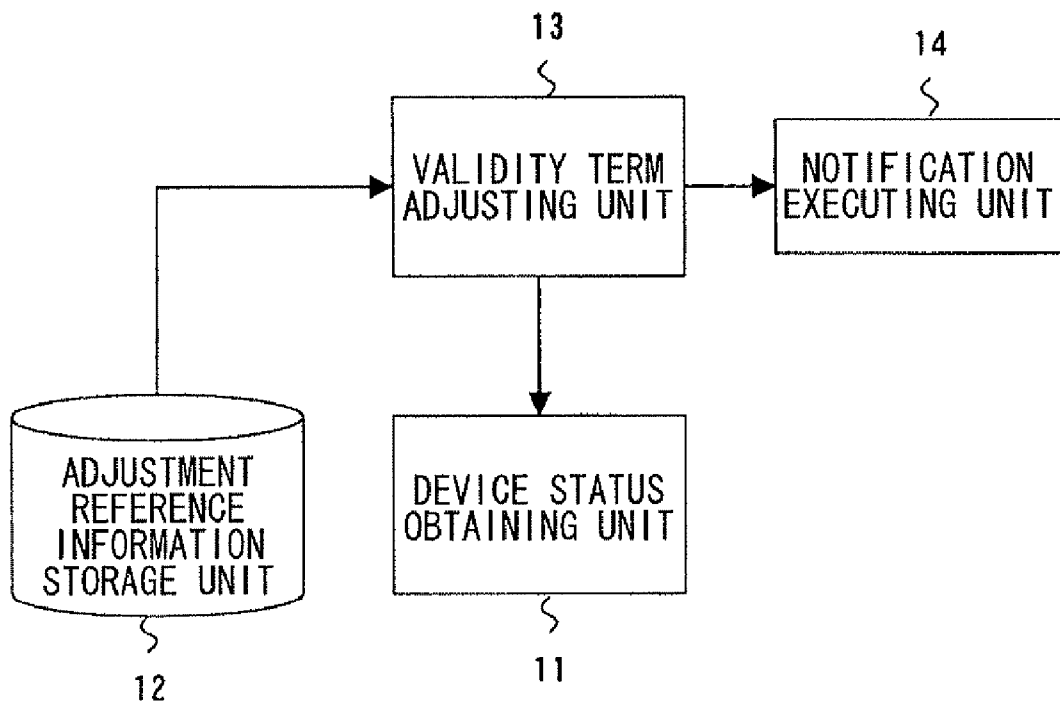 13
14
VALIDITY TERM
ADJUSTING UNIT
NOTIFICATION
EXECUTING UNIT
ADJUSTMENT
REFERENCE
INFORMATION
STORAGE UNIT
DEVICE STATUS
OBTAINING UNIT
12
11